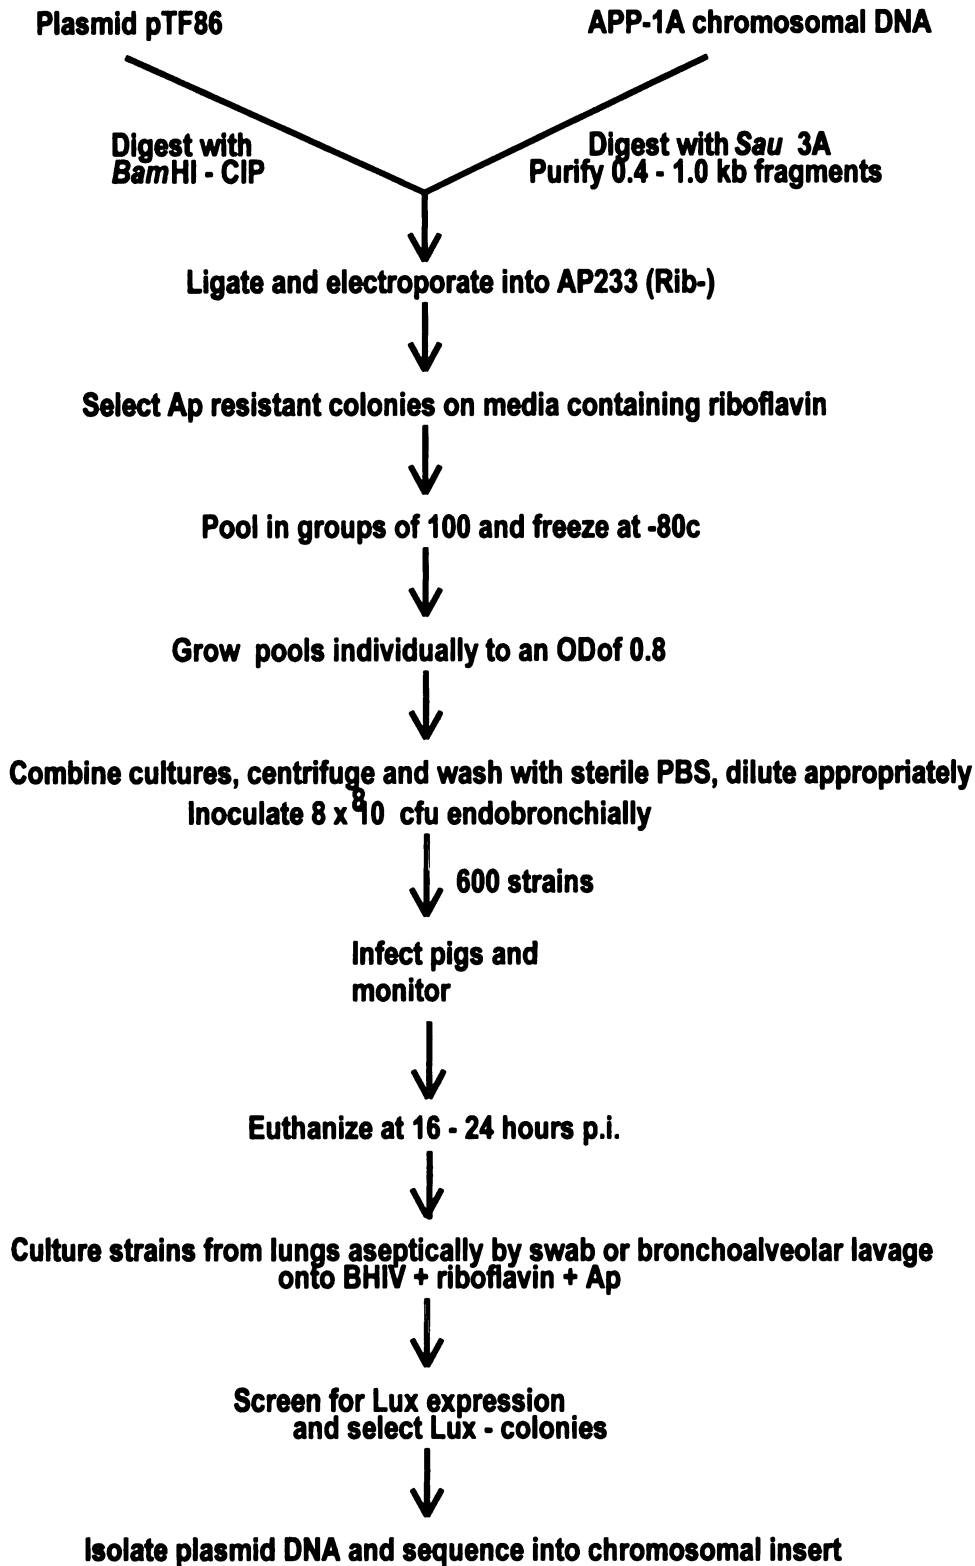 Plasmid pTF86
APP-1A chromosomal DNA
Digest with
BamHI - CIP
Digest with Sau 3A
Purify 0.4 - 1.0 kb fragments
Ligate and electroporate into AP233 (Rib-)
Select Ap resistant colonies on media containing riboflavin
Pool in groups of 100 and freeze at -80c
Grow pools individually to an ODof 0.8
Combine cultures, centrifuge and wash with sterile PBS, dilute appropriately
Inoculate 8 x 10⁸ cfu endobronchially
600 strains
Infect pigs and
monitor
Euthanize at 16 - 24 hours p.i.
Culture strains from lungs aseptically by swab or bronchoalveolar lavage
onto BHIV + riboflavin + Ap
Screen for Lux expression
and select Lux - colonies
Isolate plasmid DNA and sequence into chromosomal insert